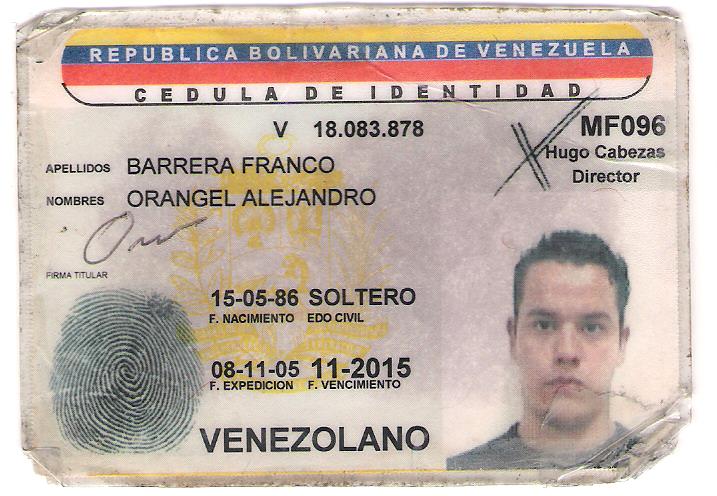 REPUBLICA BOLIVARIANA DE VENEZUELA
CEDULA DE IDENTIDAD
V 18.083.878
MF096
Hugo Cabezas
Director
APELLIDOS BARRERA FRANCO
NOMBRES ORANGEL ALEJANDRO
FIRMA TITULAR
15-05-86 SOLTERO
F. NACIMIENTO EDO CIVIL
08-11-05 11-2015
F. EXPEDICION F. VENCIMIENTO
VENEZOLANO